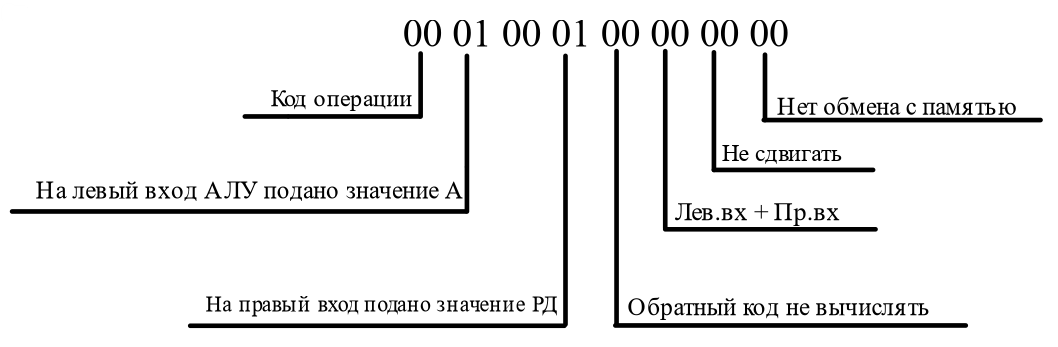 00 01 00 01 00 00 00 00
Код операции
Нет обмена с памятью
Не сдвигать
На левый вход АЛУ подано значение А
Лев.вх + Пр.вх
На правый вход подано значение РД
Обратный код не вычислять